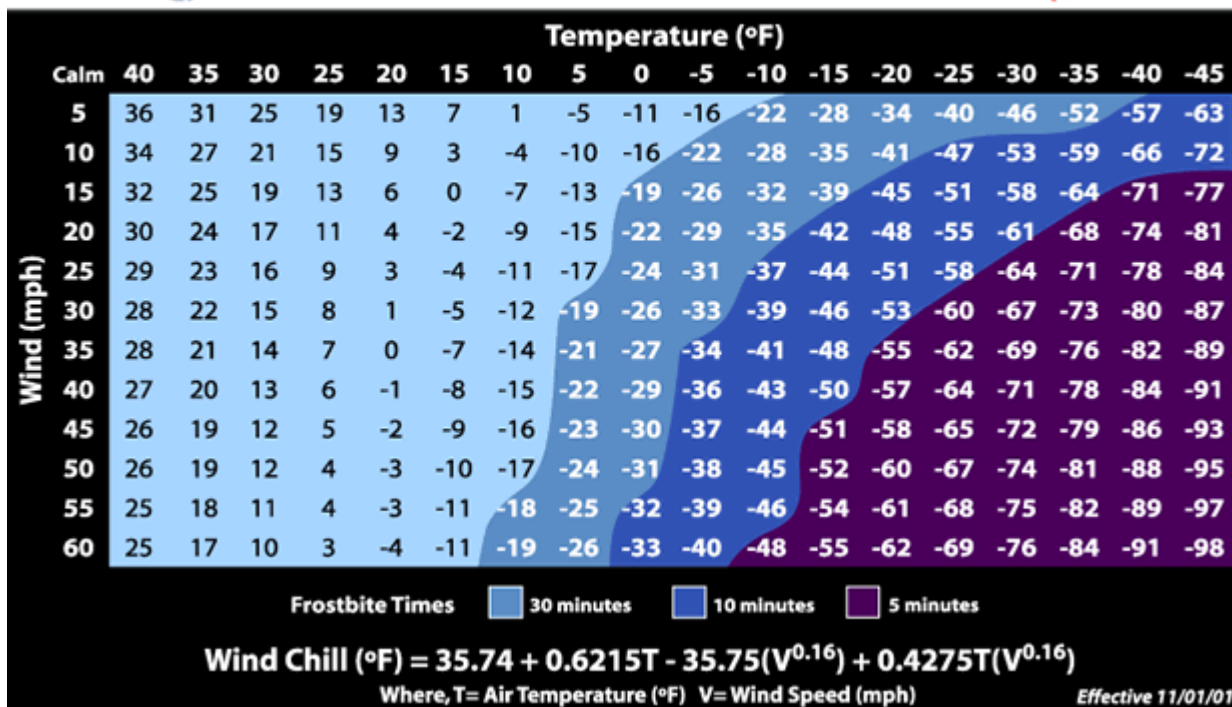 Temperature (ºF)
Calm 40 35 30 25 20 15 10 5 0 -5 -10 -15 -20 -25 -30 -35 -40 -45
5 36 31 25 19 13 7 1 -5 -11 -16 -22 -28 -34 -40 -46 -52 -57 -63
10 34 27 21 15 9 3 -4 -10 -16 -22 -28 -35 -41 -47 -53 -59 -66 -72
15 32 25 19 13 6 0 -7 -13 -19 -26 -32 -39 -45 -51 -58 -64 -71 -77
20 30 24 17 11 4 -2 -9 -15 -22 -29 -35 -42 -48 -55 -61 -68 -74 -81
25 29 23 16 9 3 -4 -11 -17 -24 -31 -37 -44 -51 -58 -64 -71 -78 -84
30 28 22 15 8 1 -5 -12 -19 -26 -33 -39 -46 -53 -60 -67 -73 -80 -87
35 28 21 14 7 0 -7 -14 -21 -27 -34 -41 -48 -55 -62 -69 -76 -82 -89
40 27 20 13 6 -1 -8 -15 -22 -29 -36 -43 -50 -57 -64 -71 -78 -84 -91
45 26 19 12 5 -2 -9 -16 -23 -30 -37 -44 -51 -58 -65 -72 -79 -86 -93
50 26 19 12 4 -3 -10 -17 -24 -31 -38 -45 -52 -60 -67 -74 -81 -88 -95
55 25 18 11 4 -3 -11 -18 -25 -32 -39 -46 -54 -61 -68 -75 -82 -89 -97
60 25 17 10 3 -4 -11 -19 -26 -33 -40 -48 -55 -62 -69 -76 -84 -91 -98
Wind (mph)
Frostbite Times 30 minutes 10 minutes 5 minutes
Wind Chill (ºF) = 35.74 + 0.6215T - 35.75(V^0.16) + 0.4275T(V^0.16)
Where, T= Air Temperature (ºF) V= Wind Speed (mph) Effective 11/01/01